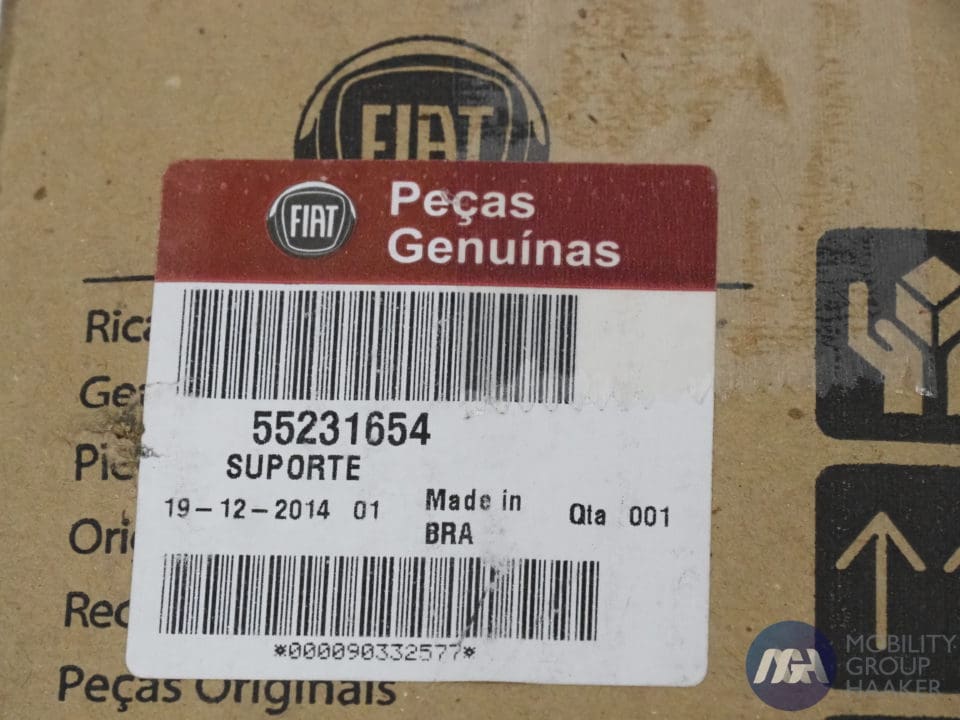 FIAT
FIAT
Peças
Genuínas
55231654
SUPORTE
19-12-2014 01
Made in
BRA
Qta 001
*000090332577*
Peças Originais
MOBILITY
GROUP
HAAKER